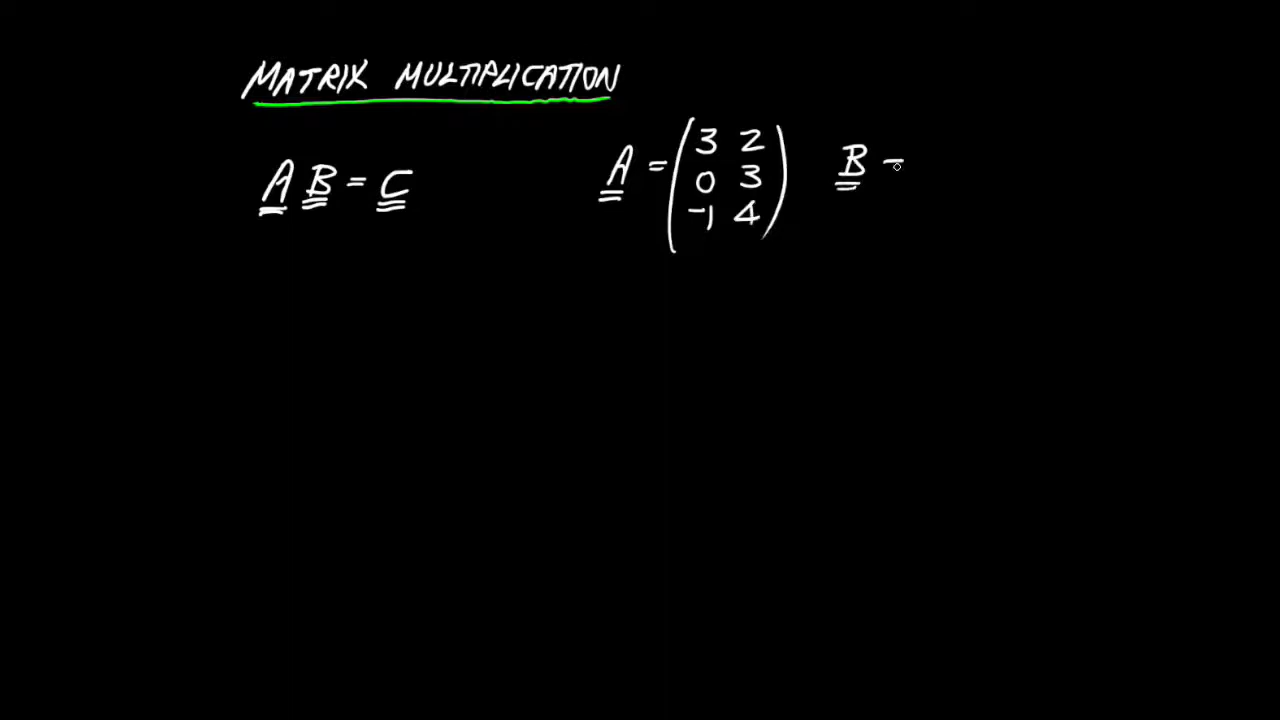 MATRIX MULTIPLICATION
A B = C
A = ( 3 2
0 3
-1 4 )
B =